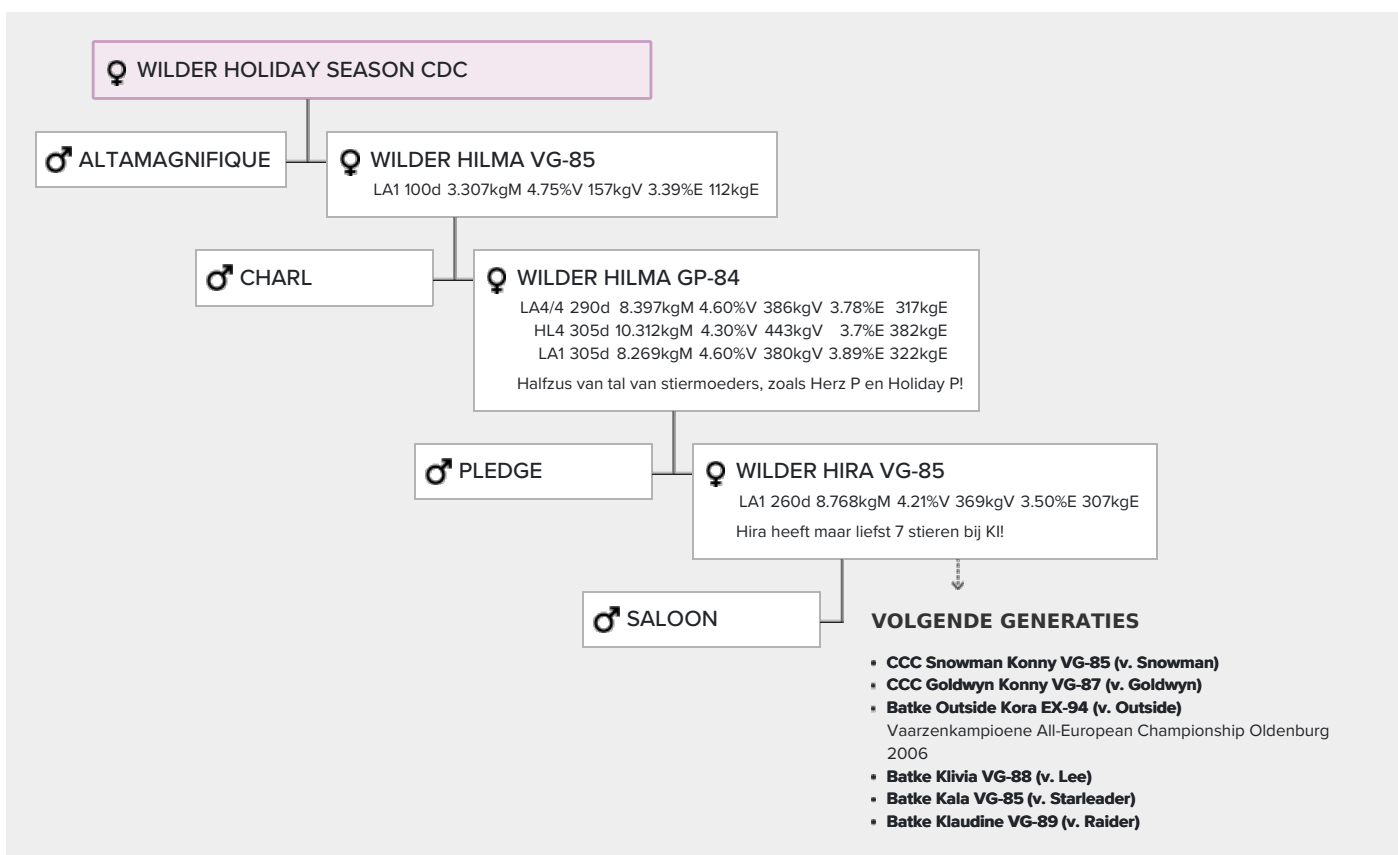 WILDER HOLIDAY SEASON CDC
ALTAMAGNIFIQUE
WILDER HILMA VG-85
LA1 100d 3.307kgM 4.75%V 157kgV 3.39%E 112kgE
CHARL
WILDER HILMA GP-84
LA4/4 290d 8.397kgM 4.60%V 386kgV 3.78%E 317kgE
HL4 305d 10.312kgM 4.30%V 443kgV 3.7%E 382kgE
LA1 305d 8.269kgM 4.60%V 380kgV 3.89%E 322kgE
Halfzus van tal van stiermoeders, zoals Herz P en Holiday P!
PLEDGE
WILDER HIRA VG-85
LA1 260d 8.768kgM 4.21%V 369kgV 3.50%E 307kgE
Hira heeft maar liefst 7 stieren bij KI!
SALOON
VOLGENDE GENERATIES
▪ CCC Snowman Konny VG-85 (v. Snowman)
▪ CCC Goldwyn Konny VG-87 (v. Goldwyn)
▪ Batke Outside Kora EX-94 (v. Outside)
Vaarzenkampioene All-European Championship Oldenburg
2006
▪ Batke Klivia VG-88 (v. Lee)
▪ Batke Kala VG-85 (v. Starleader)
▪ Batke Klaudine VG-89 (v. Raider)